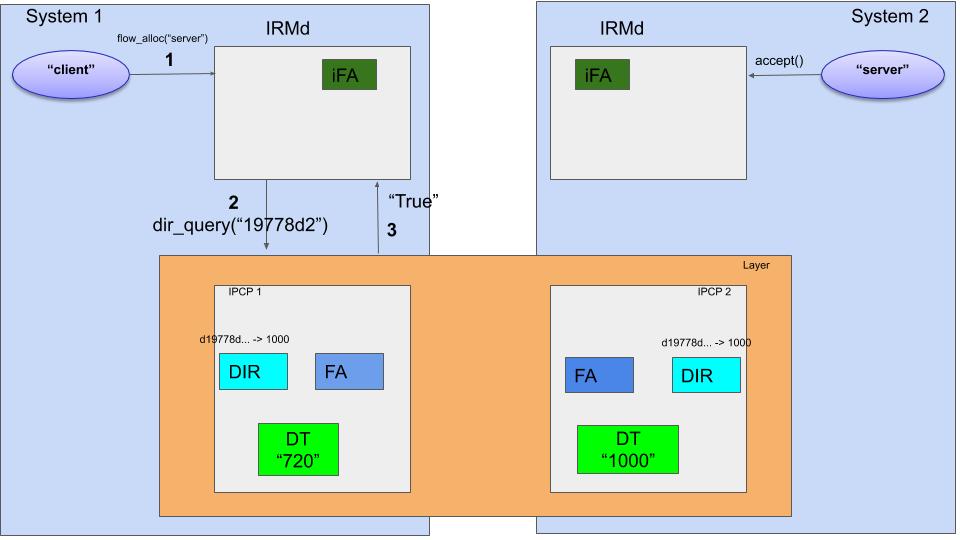 System 1
System 2
IRMd
IRMd
flow_alloc(“server”)
1
“client”
iFA
iFA
accept()
“server”
2
“True”
dir_query(“19778d2”)
3
Layer
IPCP 1
IPCP 2
d19778d... -> 1000
d19778d... -> 1000
DIR
FA
FA
DIR
DT
“720”
DT
“1000”